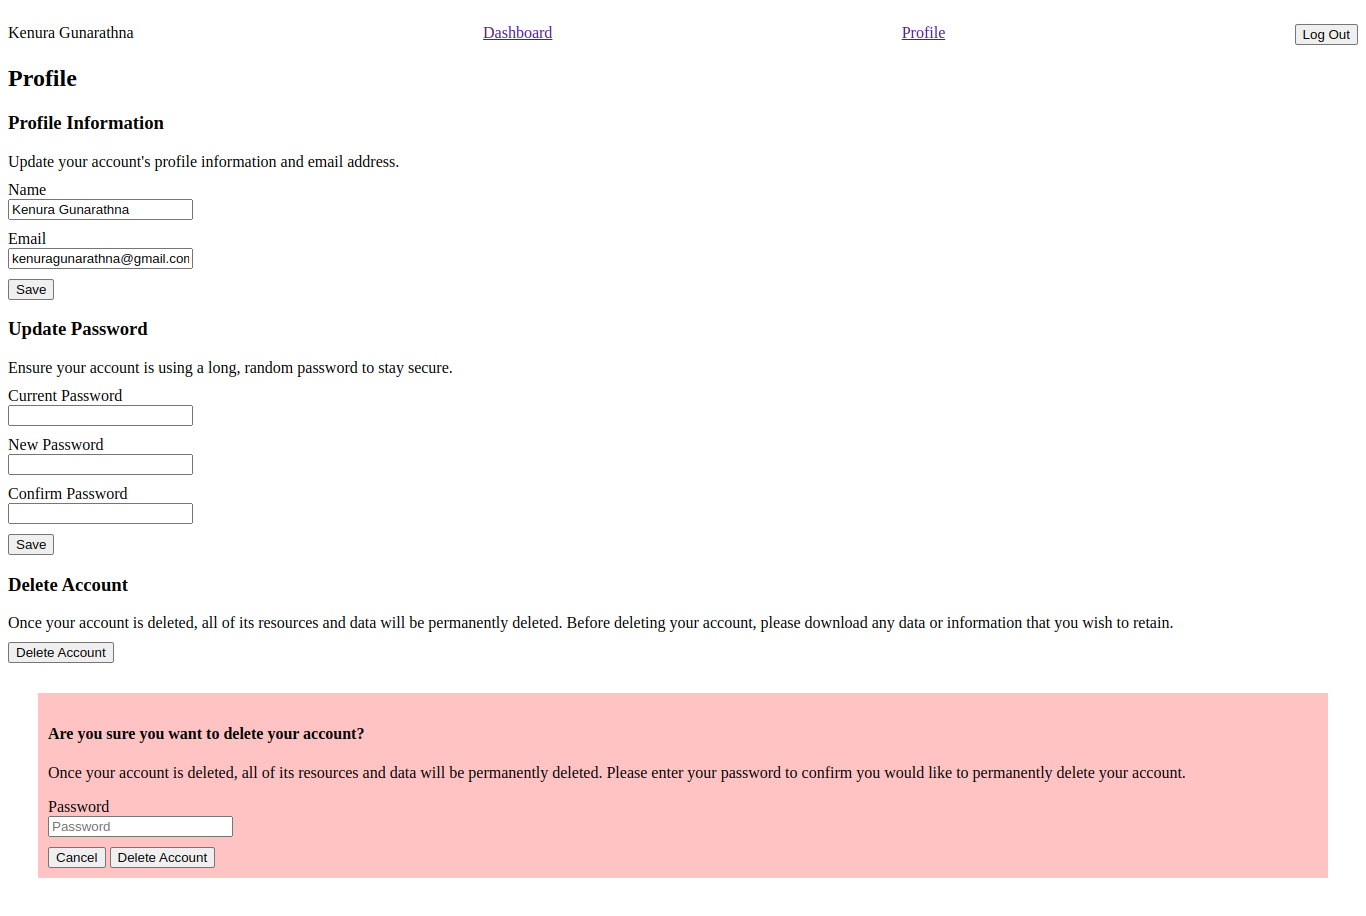 Kenura Gunarathna Dashboard Profile Log Out
Profile
Profile Information
Update your account's profile information and email address.
Name
Kenura Gunarathna
Email
kenuragunarathna@gmail.com
Save
Update Password
Ensure your account is using a long, random password to stay secure.
Current Password
New Password
Confirm Password
Save
Delete Account
Once your account is deleted, all of its resources and data will be permanently deleted. Before deleting your account, please download any data or information that you wish to retain.
Delete Account
Are you sure you want to delete your account?
Once your account is deleted, all of its resources and data will be permanently deleted. Please enter your password to confirm you would like to permanently delete your account.
Password
Password
Cancel Delete Account